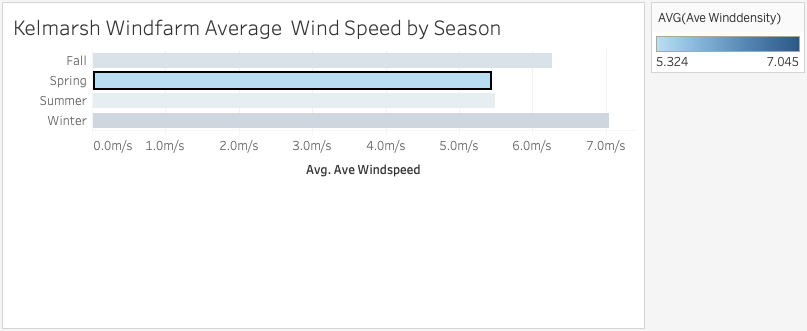 Kelmarsh Windfarm Average  Wind Speed by Season
Fall
Spring
Summer
Winter
0.0m/s 1.0m/s 2.0m/s 3.0m/s 4.0m/s 5.0m/s 6.0m/s 7.0m/s
Avg. Ave Windspeed
AVG(Ave Winddensity)
5.324 7.045